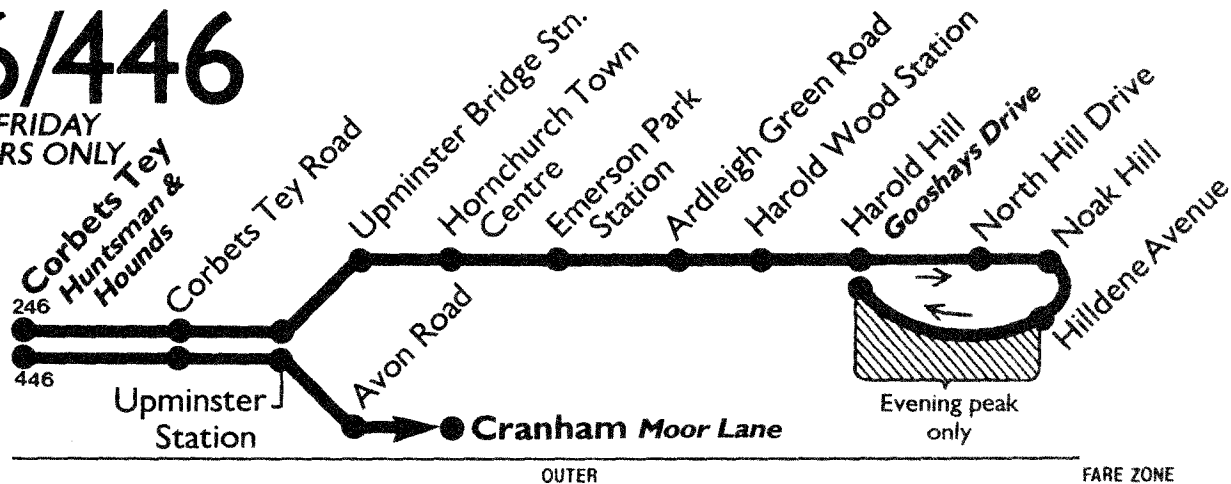 6/446
FRIDAY
RS ONLY
Corbets Tey
Huntsman &
Hounds
Corbets Tey Road
Upminster Bridge Stn.
Hornchurch Town
Centre
Emerson Park
Station
Ardleigh Green Road
Harold Wood Station
Harold Hill
Gooshays Drive
North Hill Drive
Noak Hill
Hilldene Avenue
246
446
Upminster
Station
Avon Road
Cranham Moor Lane
Evening peak
only
OUTER
FARE ZONE